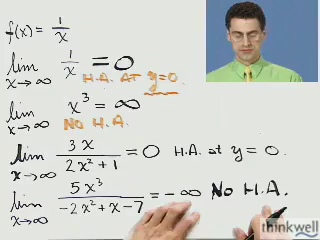 f(x) = 1/x
lim x→∞ 1/x = 0 H.A. AT y=0.
lim x→∞ x³ = ∞
NO H.A.
lim x→∞ 3x / 2x²+1 = 0 H.A. at y = 0.
lim x→∞ 5x³ / -2x²+x-7 = -∞ No H.A.
thinkwell